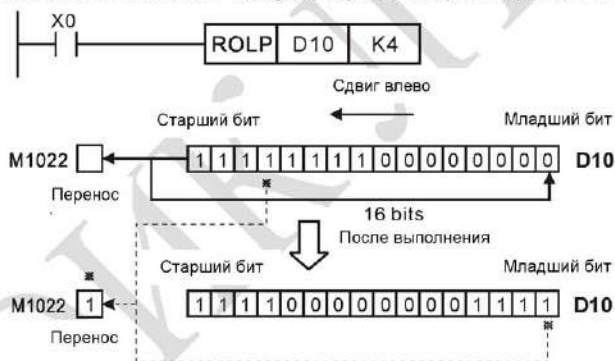 X0
ROLP D10 K4
Сдвиг влево
Старший бит Младший бит
M1022 1 1 1 1 1 1 1 1 0 0 0 0 0 0 0 0 D10
Перенос ※
16 bits
После выполнения
※ Старший бит Младший бит
M1022 1 1 1 1 1 0 0 0 0 0 0 0 0 1 1 1 1 D10
Перенос ※